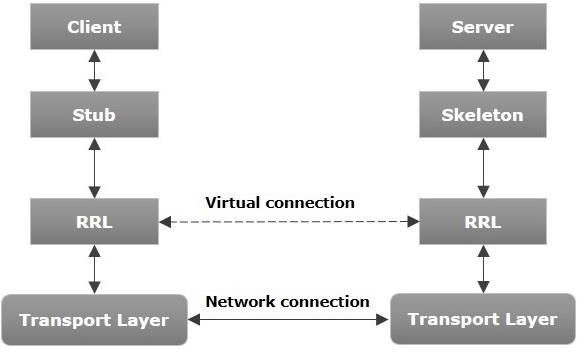 Client
Server
Stub
Skeleton
Virtual connection
RRL
RRL
Network connection
Transport Layer
Transport Layer